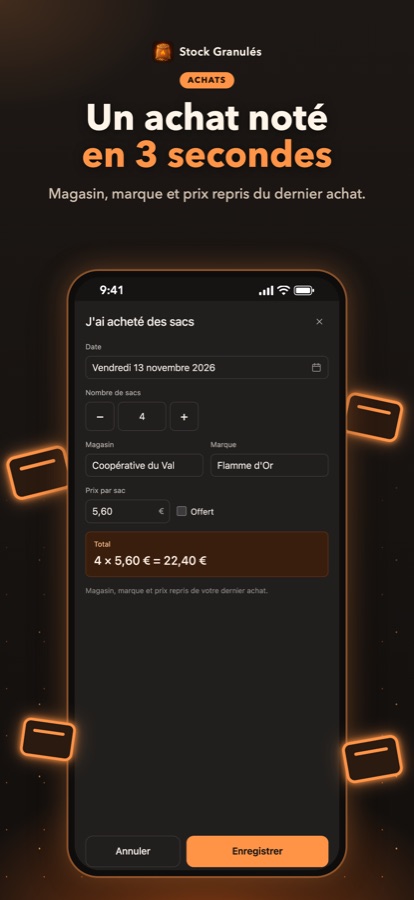 Stock Granulés
ACHATS
Un achat noté
en 3 secondes
Magasin, marque et prix repris du dernier achat.
9:41
J'ai acheté des sacs ×
Date
Vendredi 13 novembre 2026
Nombre de sacs
− 4 +
Magasin Marque
Coopérative du Val Flamme d'Or
Prix par sac
5,60 € Offert
Total
4 × 5,60 € = 22,40 €
Magasin, marque et prix repris de votre dernier achat.
Annuler Enregistrer